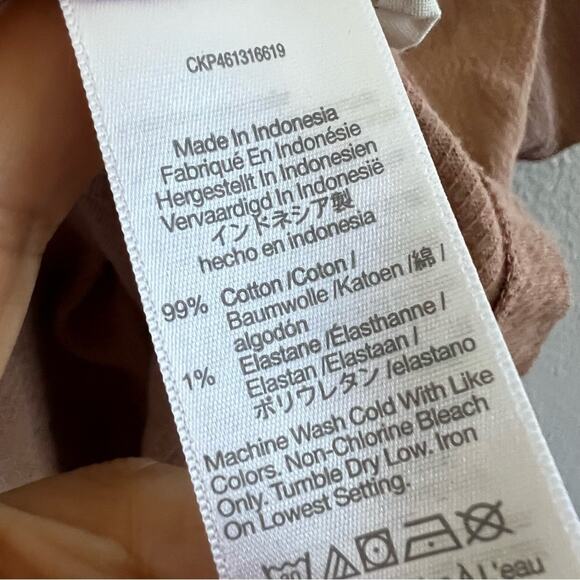 CKP461316619
Made In Indonesia
Fabriqué En Indonésie
Hergestellt In Indonesien
Vervaardigd In Indonesië
インドネシア製
hecho en indonesia
99% Cotton /Coton /
Baumwolle /Katoen /綿 /
algodón
1% Elastane /Élasthanne /
Elastan /Elastaan /
ポリウレタン /elastano
Machine Wash Cold With Like
Colors. Non-Chlorine Bleach
Only. Tumble Dry Low. Iron
On Lowest Setting.
30
À L'eau